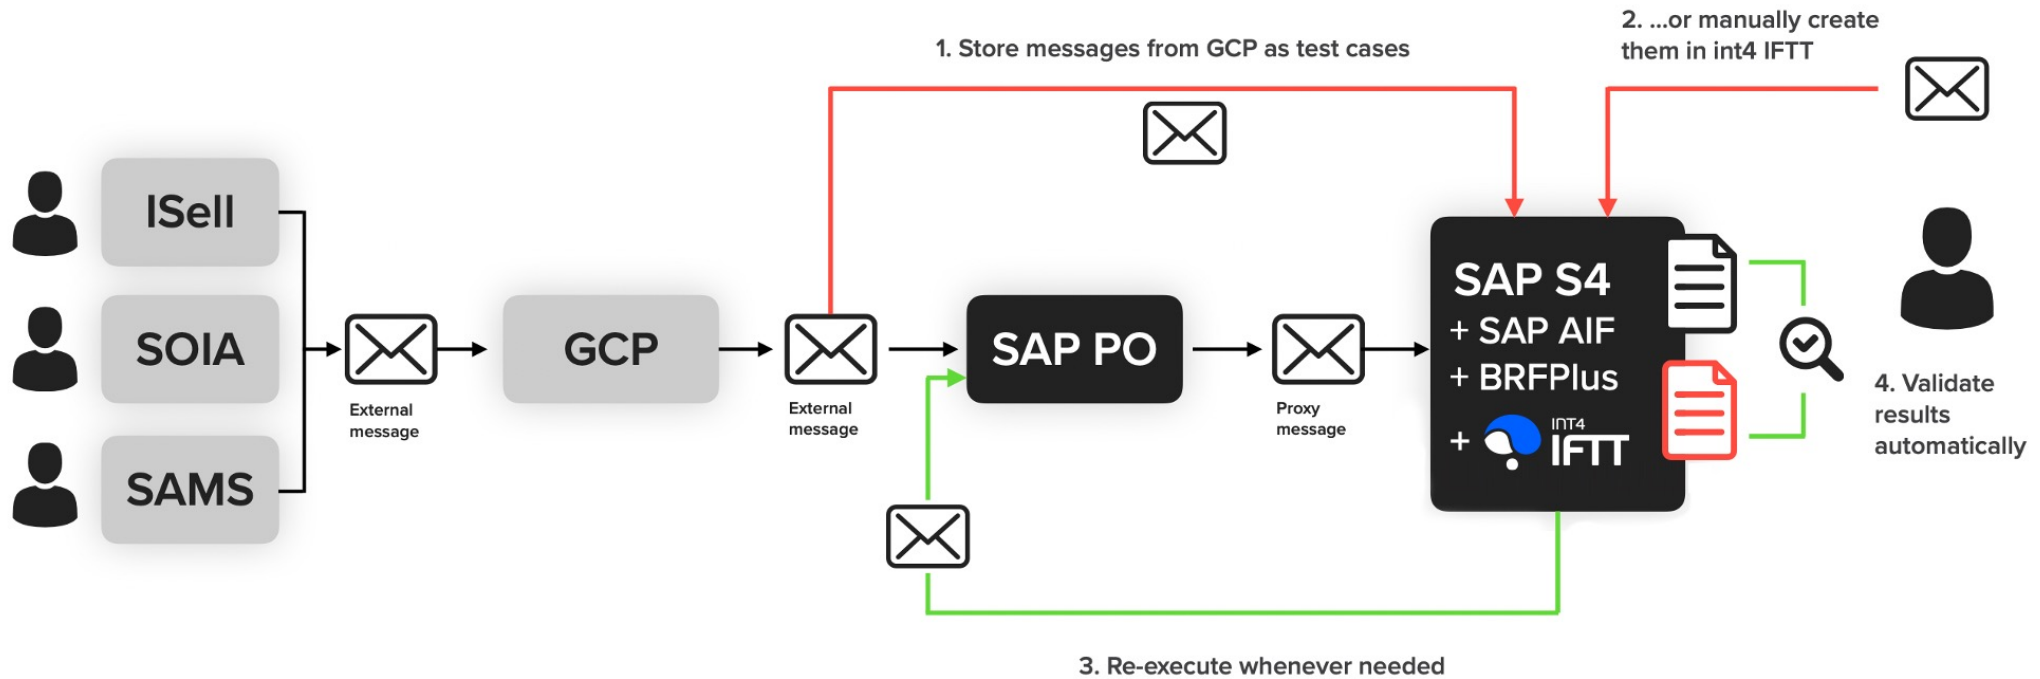 1. Store messages from GCP as test cases
2. ...or manually create
them in int4 IFTT
ISell
SOIA
SAMS
External
message
GCP
External
message
SAP PO
Proxy
message
SAP S4
+ SAP AIF
+ BRFPlus
+ INT4
IFTT
4. Validate
results
automatically
3. Re-execute whenever needed